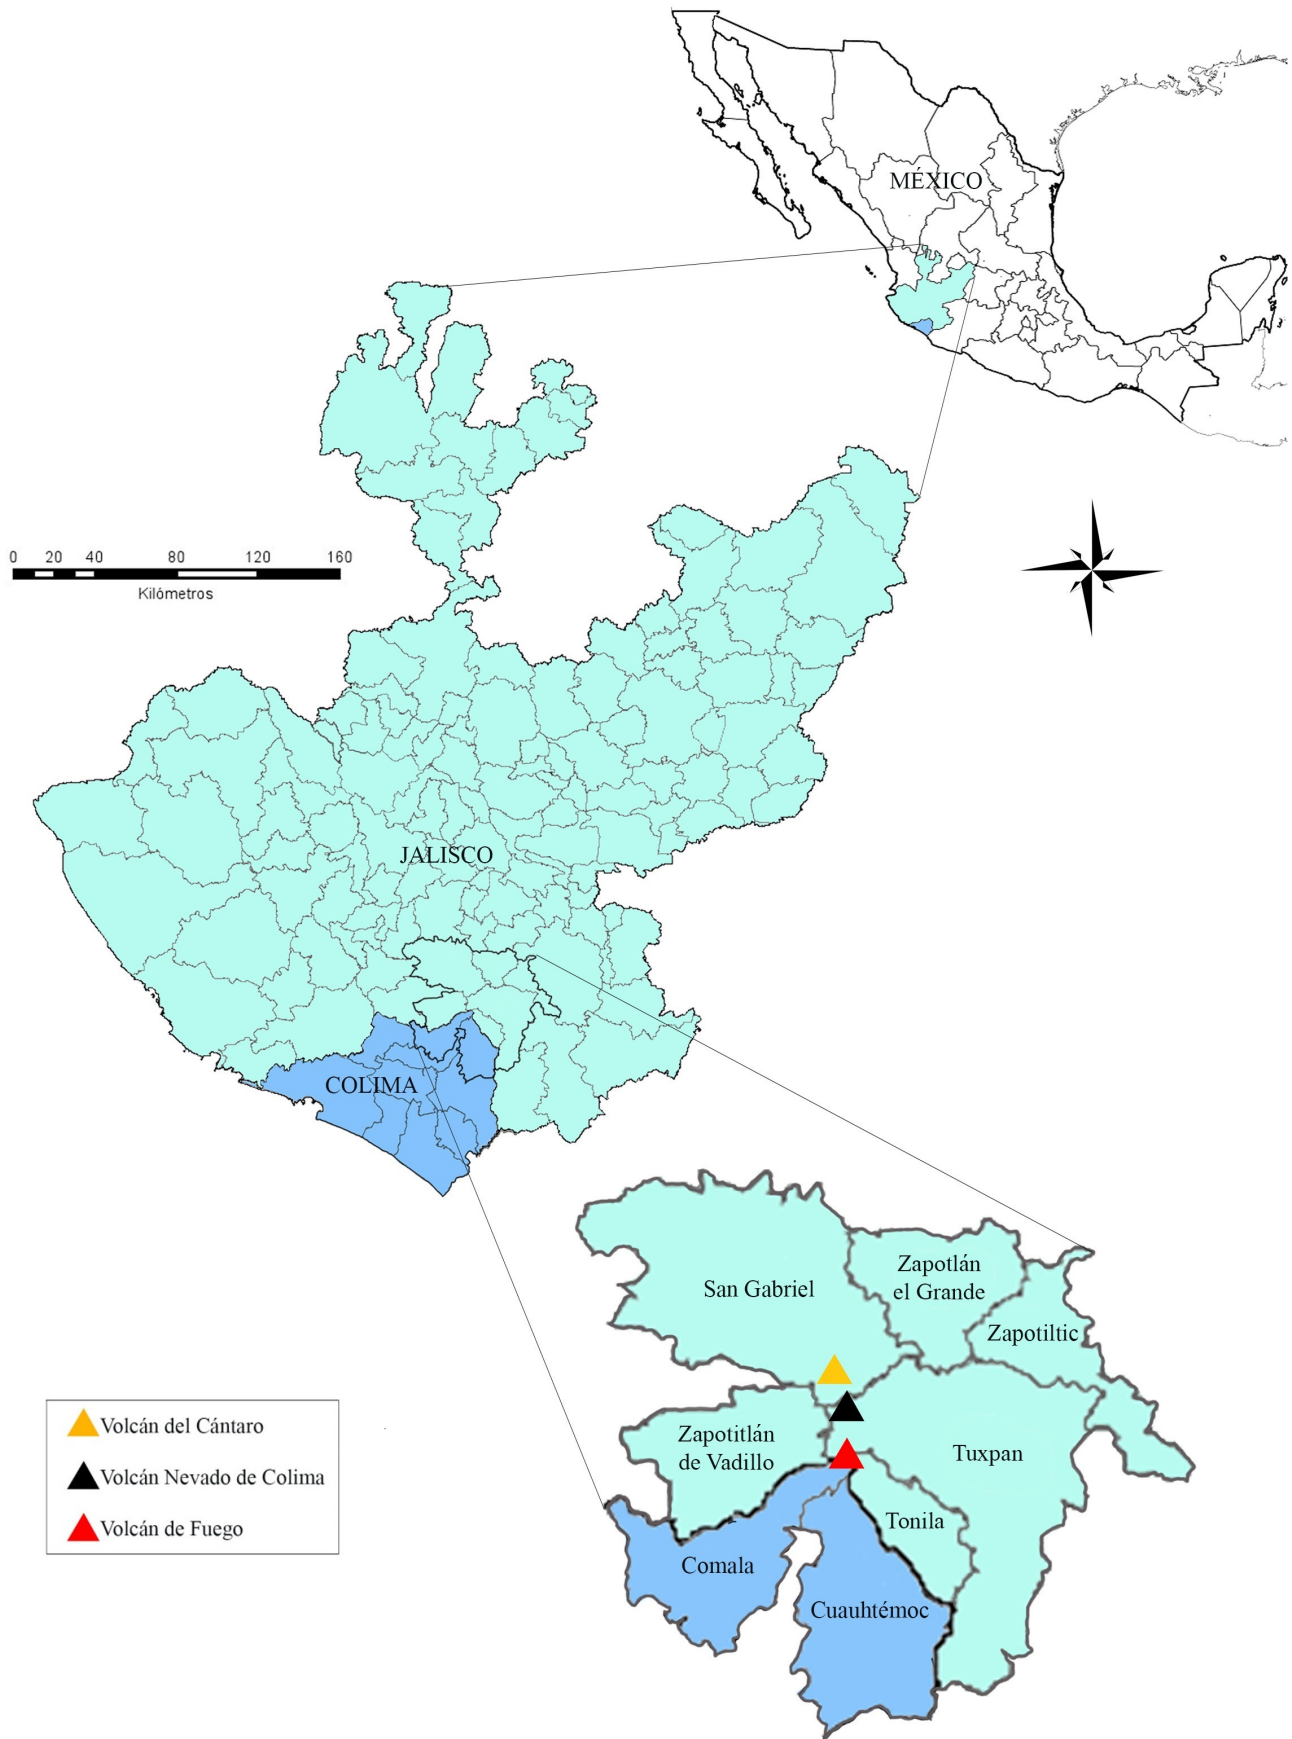 MÉXICO
0 20 40 80 120 160
Kilómetros
JALISCO
COLIMA
San Gabriel
Zapotlán
el Grande
Zapotiltic
Zapotitlán
de Vadillo
Tuxpan
Tonila
Comala
Cuauhtémoc
Volcán del Cántaro
Volcán Nevado de Colima
Volcán de Fuego